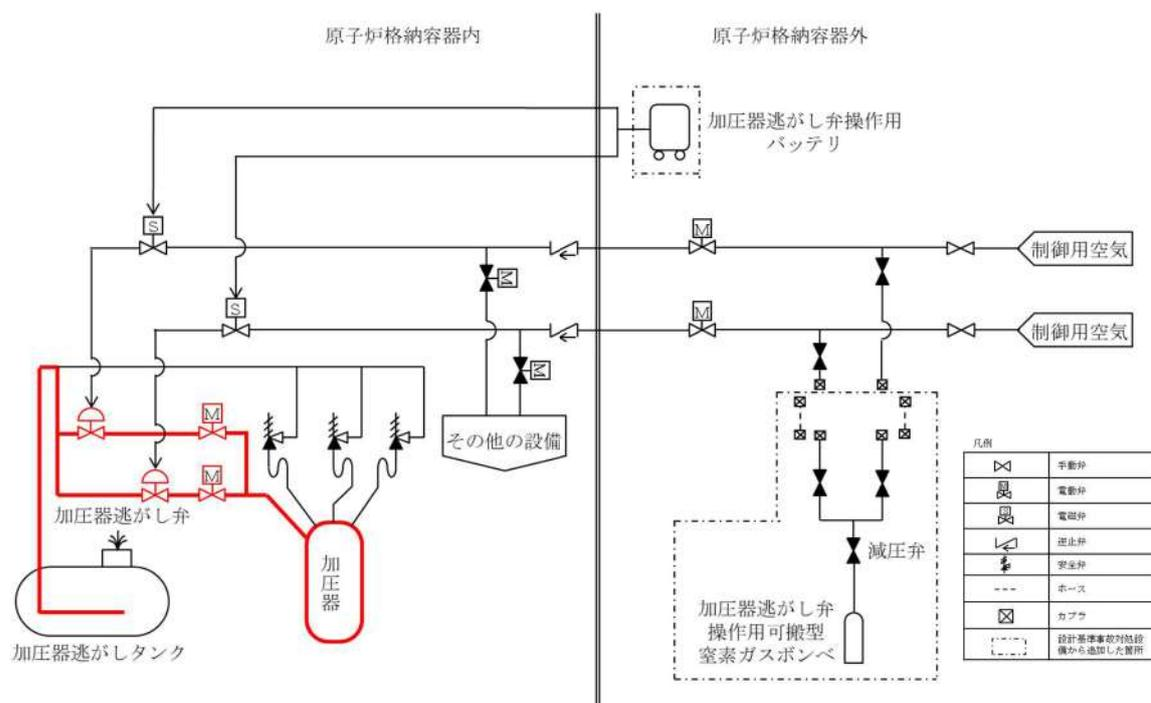 原子炉格納容器内
原子炉格納容器外
加圧器逃がし弁操作用
バッテリ
S
M
制御用空気
M
S
M
制御用空気
M
M
M
その他の設備
加圧器逃がし弁
加圧器
加圧器逃がしタンク
減圧弁
加圧器逃がし弁
操作用可搬型
窒素ガスボンベ
凡例
手動弁
電動弁
電磁弁
逆止弁
安全弁
ホース
カプラ
設計基準事故対処設
備から追加した箇所